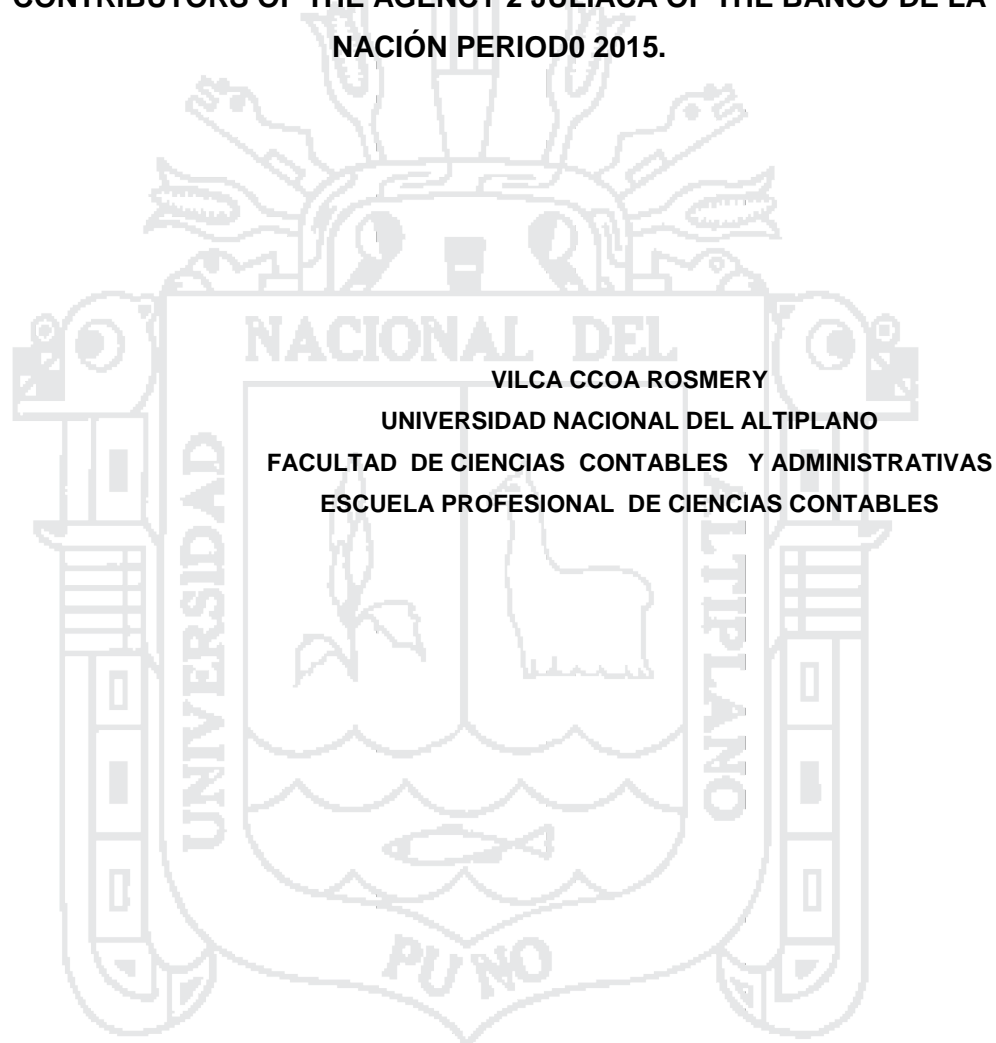 CONTRIBUTORS OF THE AGENCY 2 JULIACA OF THE BANCO DE LA
NACIÓN PERIOD0 2015.
NACIONAL DEL
VILCA CCOA ROSMERY
UNIVERSIDAD NACIONAL DEL ALTIPLANO
FACULTAD DE CIENCIAS CONTABLES Y ADMINISTRATIVAS
ESCUELA PROFESIONAL DE CIENCIAS CONTABLES
UNIVERSIDAD
ALTIPLANO
PUNO